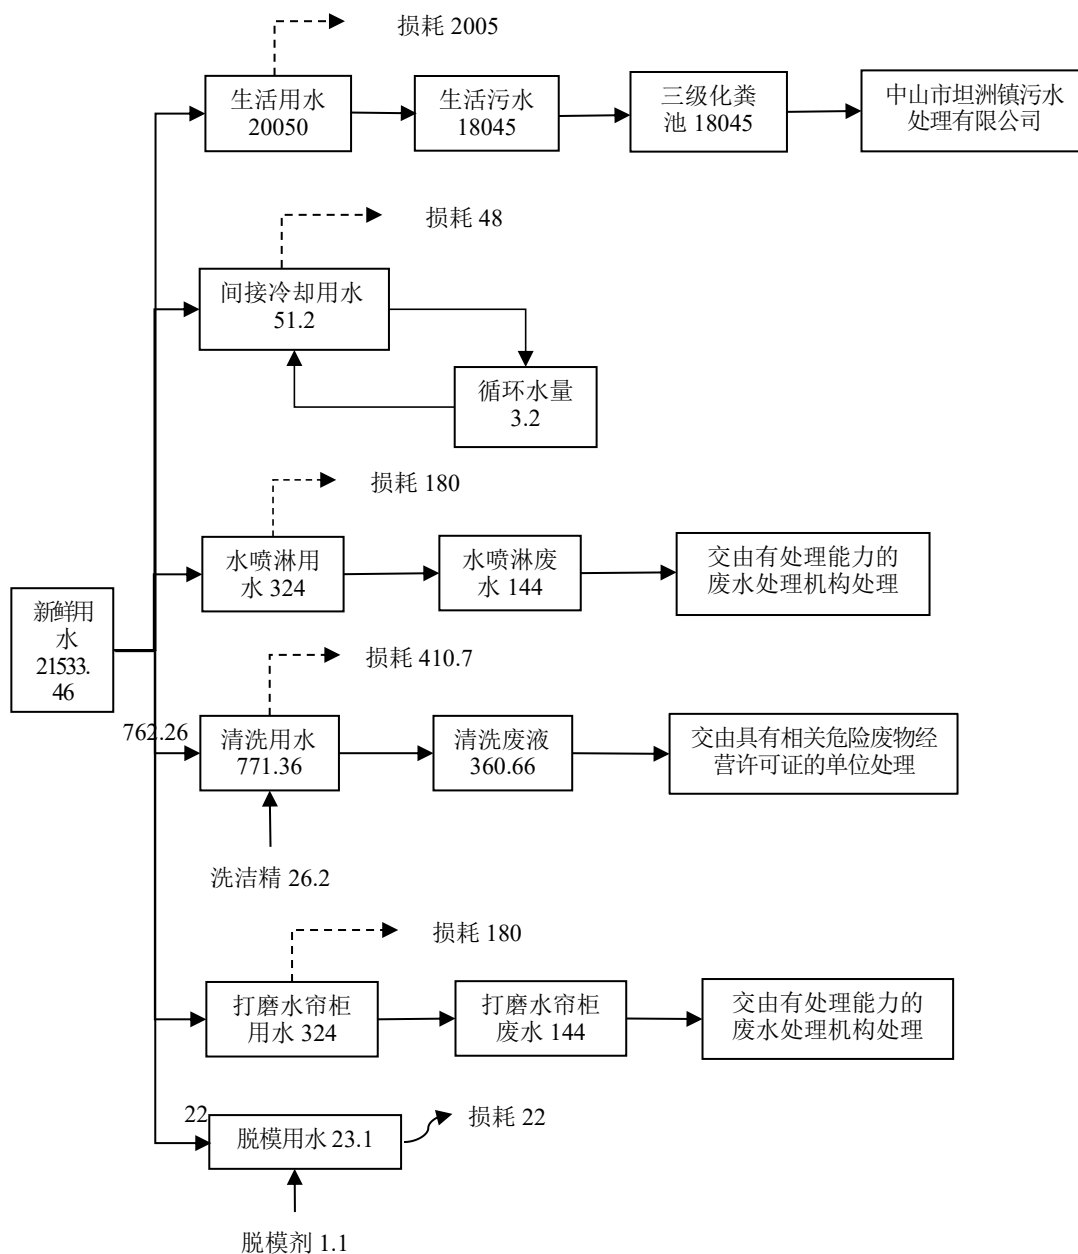 损耗 2005
生活用水
20050
生活污水
18045
三级化粪
池 18045
中山市坦洲镇污水
处理有限公司
损耗 48
间接冷却用水
51.2
循环水量
3.2
损耗 180
水喷淋用
水 324
水喷淋废
水 144
交由有处理能力的
废水处理机构处理
新鲜用
水
21533.
46
损耗 410.7
762.26
清洗用水
771.36
清洗废液
360.66
交由具有相关危险废物经
营许可证的单位处理
洗洁精 26.2
损耗 180
打磨水帘柜
用水 324
打磨水帘柜
废水 144
交由有处理能力的
废水处理机构处理
22
脱模用水 23.1
损耗 22
脱模剂 1.1